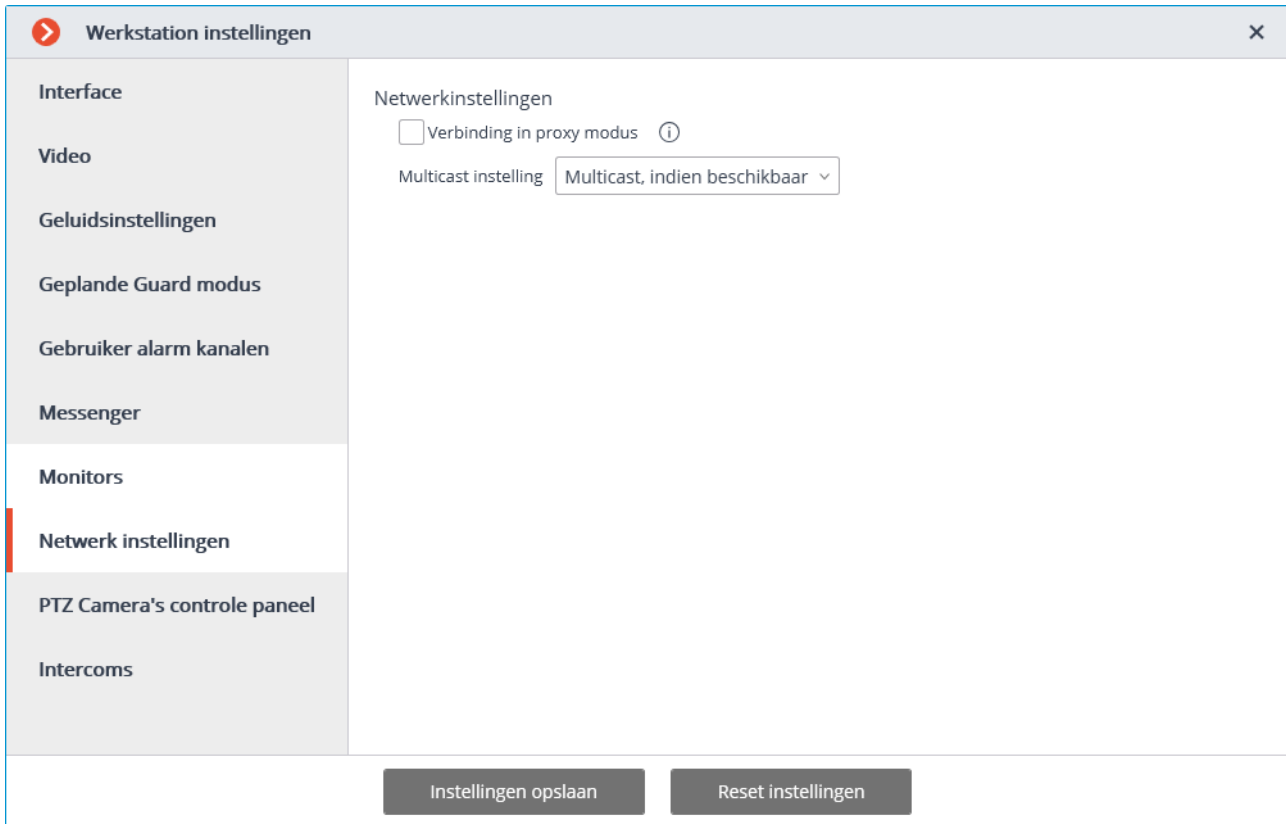 Werkstation instellingen
Interface
Video
Geluidsinstellingen
Geplande Guard modus
Gebruiker alarm kanalen
Messenger
Monitors
Netwerk instellingen
PTZ Camera's controle paneel
Intercoms
Netwerkinstellingen
Verbinding in proxy modus
Multicast instelling Multicast, indien beschikbaar
Instellingen opslaan Reset instellingen